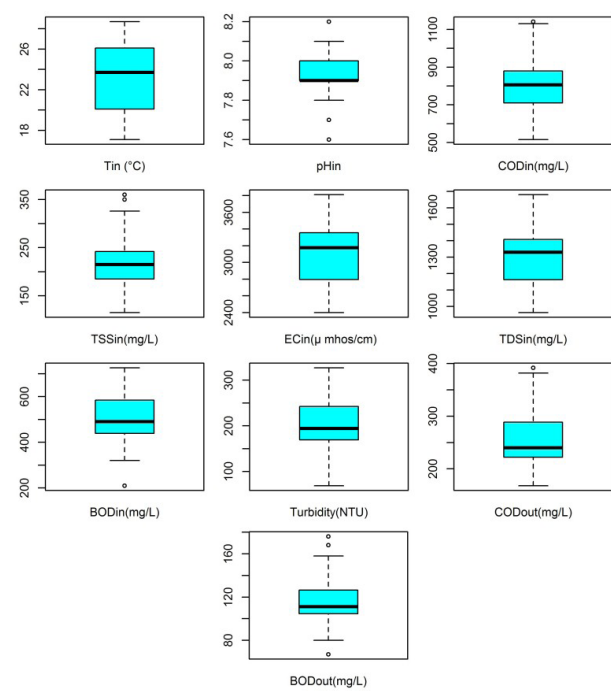 18 22 26
Tin (°C)
7.6 7.8 8.0 8.2
pHin
500 700 900 1100
CODin(mg/L)
150 250 350
TSSin(mg/L)
2400 3000 3600
ECin(µ mhos/cm)
1000 1300 1600
TDSin(mg/L)
200 400 600
BODin(mg/L)
100 200 300
Turbidity(NTU)
200 300 400
CODout(mg/L)
80 120 160
BODout(mg/L)